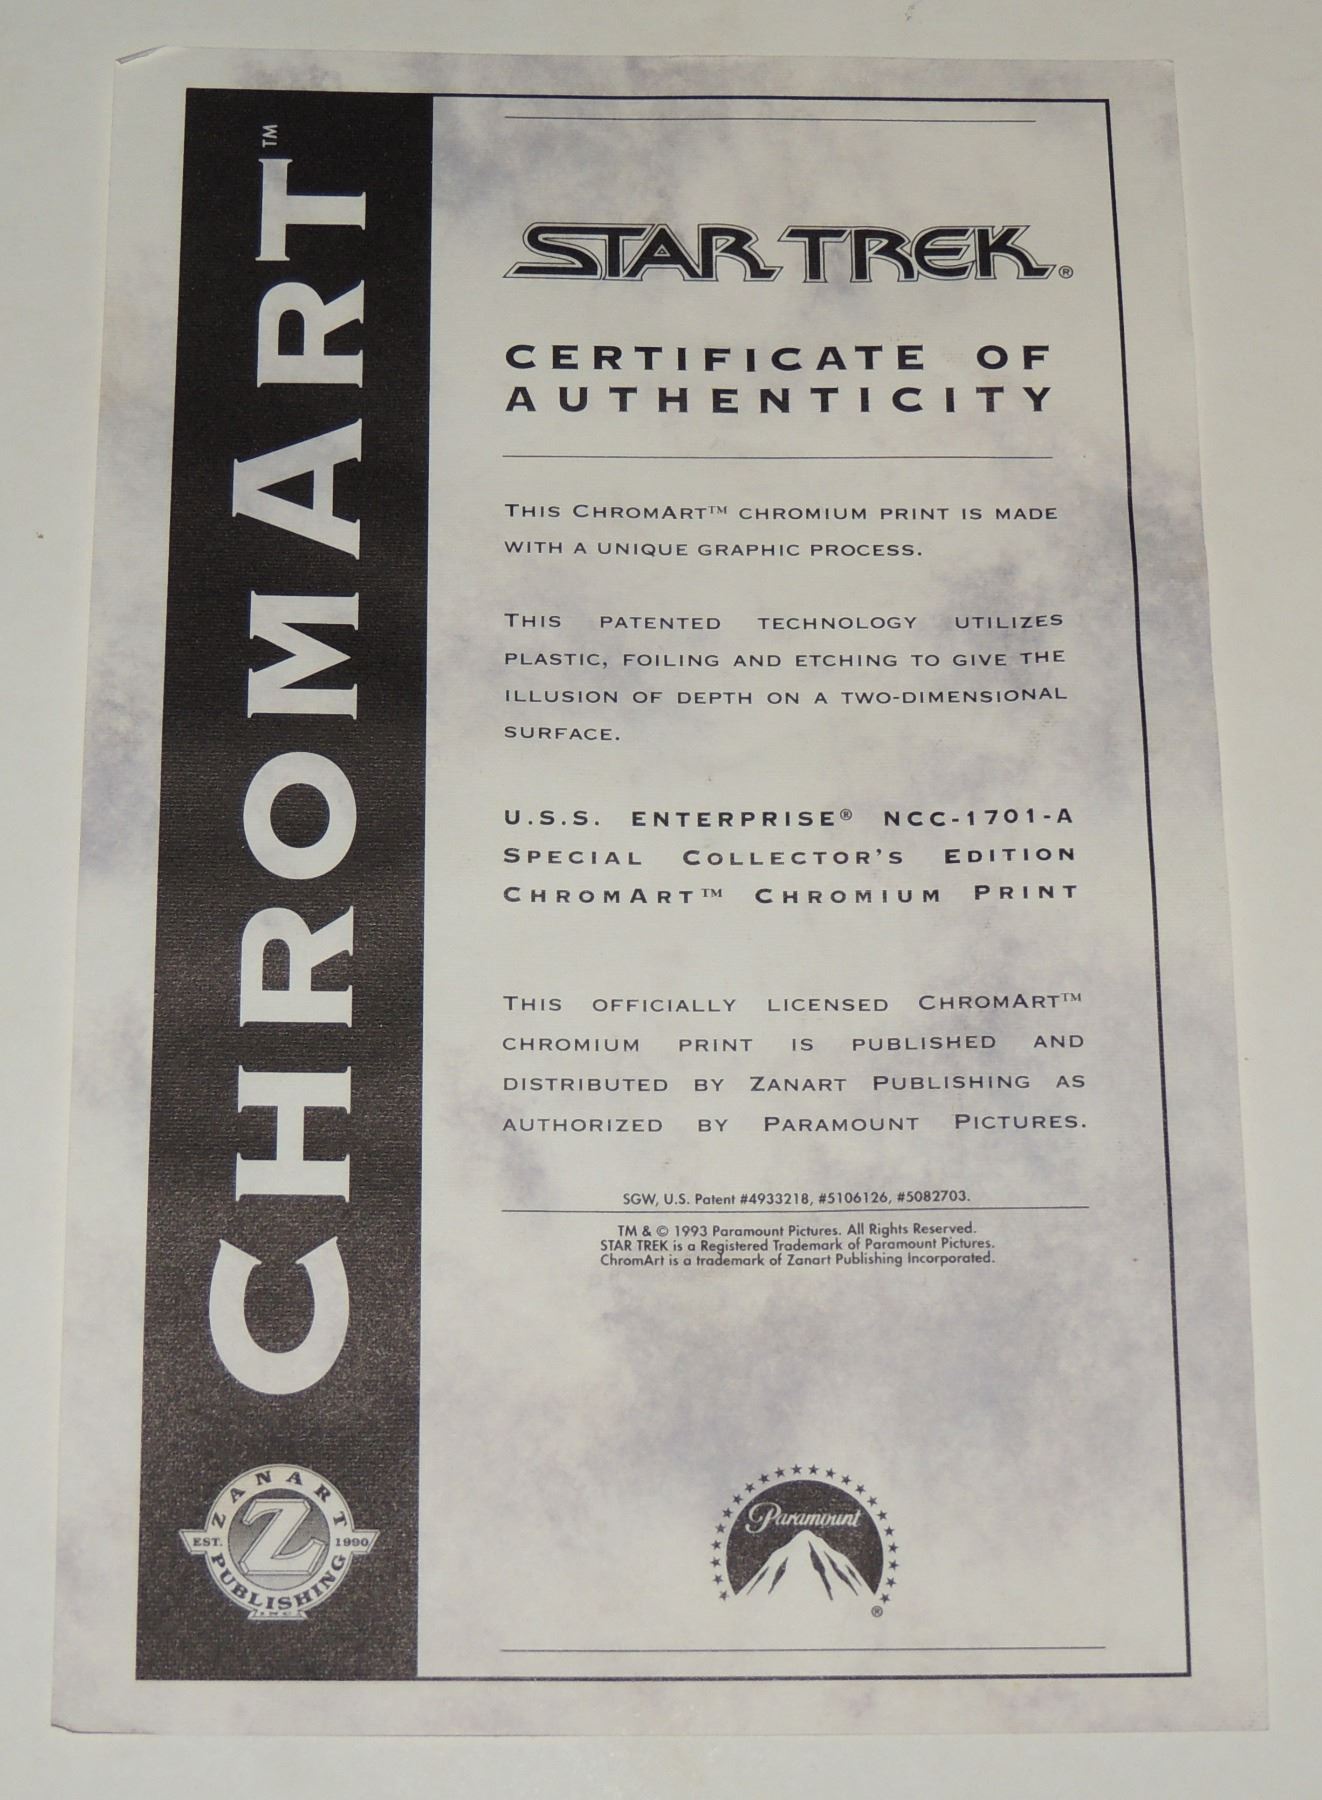 CHROMART™
STAR TREK®
CERTIFICATE OF
AUTHENTICITY
THIS CHROMART™ CHROMIUM PRINT IS MADE
WITH A UNIQUE GRAPHIC PROCESS.
THIS PATENTED TECHNOLOGY UTILIZES
PLASTIC, FOILING AND ETCHING TO GIVE THE
ILLUSION OF DEPTH ON A TWO-DIMENSIONAL
SURFACE.
U.S.S. ENTERPRISE® NCC-1701-A
SPECIAL COLLECTOR'S EDITION
CHROMART™ CHROMIUM PRINT
THIS OFFICIALLY LICENSED CHROMART™
CHROMIUM PRINT IS PUBLISHED AND
DISTRIBUTED BY ZANART PUBLISHING AS
AUTHORIZED BY PARAMOUNT PICTURES.
SGW, U.S. Patent #4933218, #5106126, #5082703.
TM & © 1993 Paramount Pictures. All Rights Reserved.
STAR TREK is a Registered Trademark of Paramount Pictures.
ChromArt is a trademark of Zanart Publishing Incorporated.
ZANART
EST. Z 1990
PUBLISHING
INC
Paramount
®